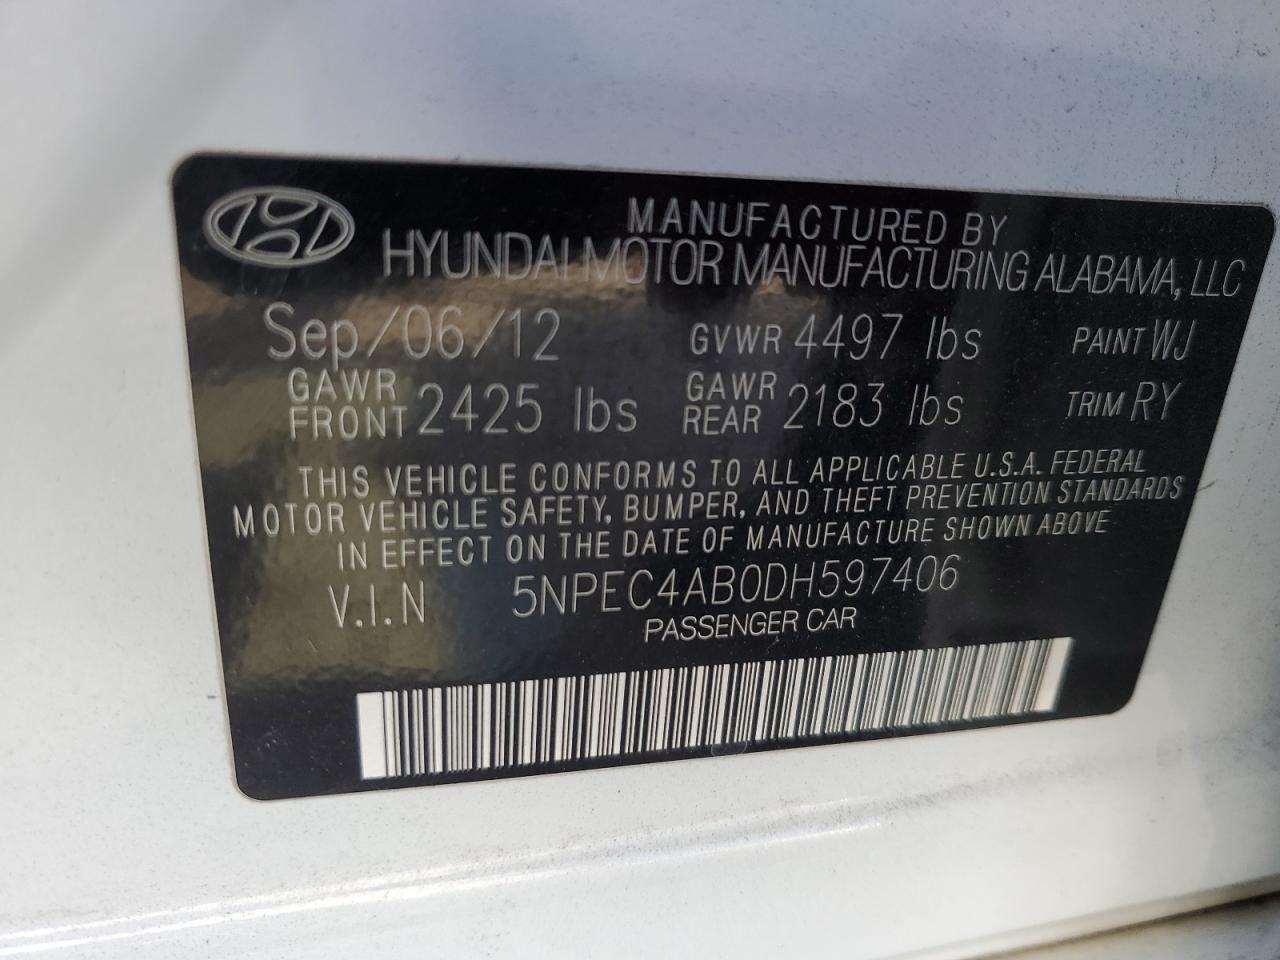 MANUFACTURED BY
HYUNDAI MOTOR MANUFACTURING ALABAMA, LLC
Sep/06/12 GVWR 4497 lbs PAINT WJ
GAWR FRONT 2425 lbs GAWR REAR 2183 lbs TRIM RY
THIS VEHICLE CONFORMS TO ALL APPLICABLE U.S.A. FEDERAL
MOTOR VEHICLE SAFETY, BUMPER, AND THEFT PREVENTION STANDARDS
IN EFFECT ON THE DATE OF MANUFACTURE SHOWN ABOVE
V.I.N 5NPEC4AB0DH597406
PASSENGER CAR